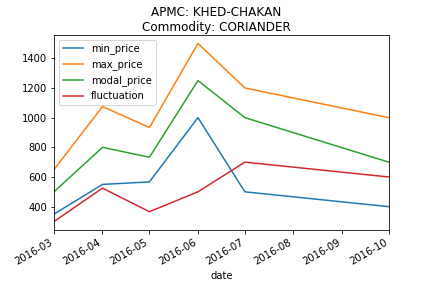 APMC: KHED-CHAKAN
Commodity: CORIANDER
min_price
max_price
modal_price
fluctuation
1400
1200
1000
800
600
400
2016-03
2016-04
2016-05
2016-06
2016-07
2016-08
2016-09
2016-10
date